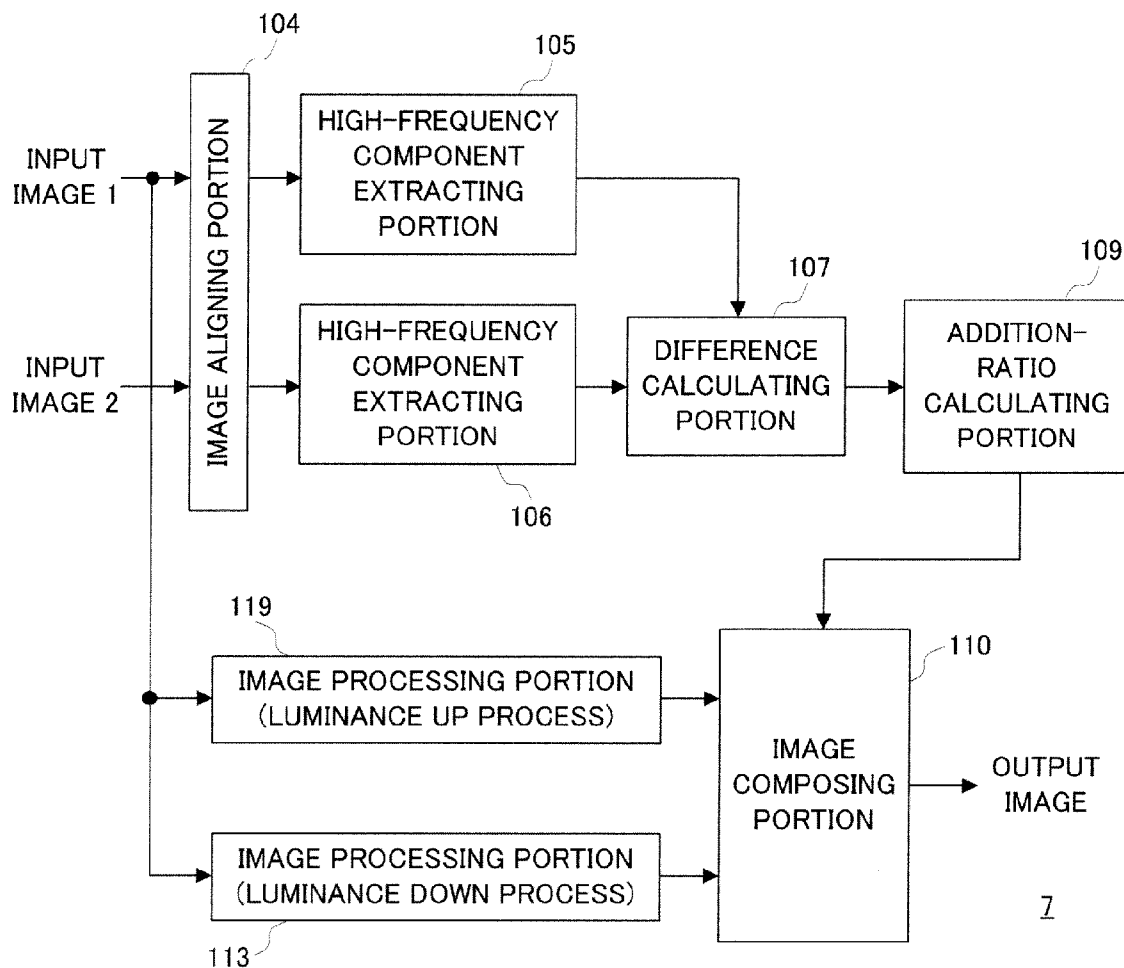 104
105
INPUT
IMAGE 1
IMAGE ALIGNING PORTION
HIGH-FREQUENCY
COMPONENT
EXTRACTING
PORTION
107
109
INPUT
IMAGE 2
HIGH-FREQUENCY
COMPONENT
EXTRACTING
PORTION
106
DIFFERENCE
CALCULATING
PORTION
ADDITION-
RATIO
CALCULATING
PORTION
119
110
IMAGE PROCESSING PORTION
(LUMINANCE UP PROCESS)
IMAGE
COMPOSING
PORTION
OUTPUT
IMAGE
IMAGE PROCESSING PORTION
(LUMINANCE DOWN PROCESS)
113
7